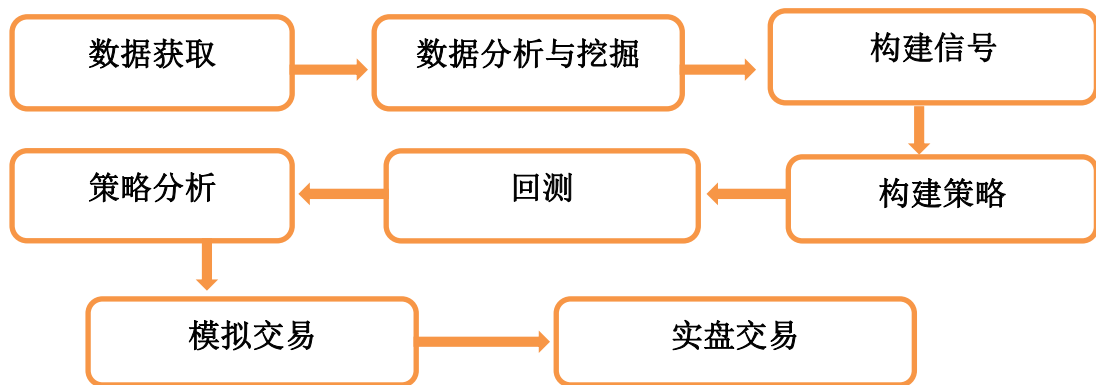 数据获取
数据分析与挖掘
构建信号
构建策略
回测
策略分析
模拟交易
实盘交易